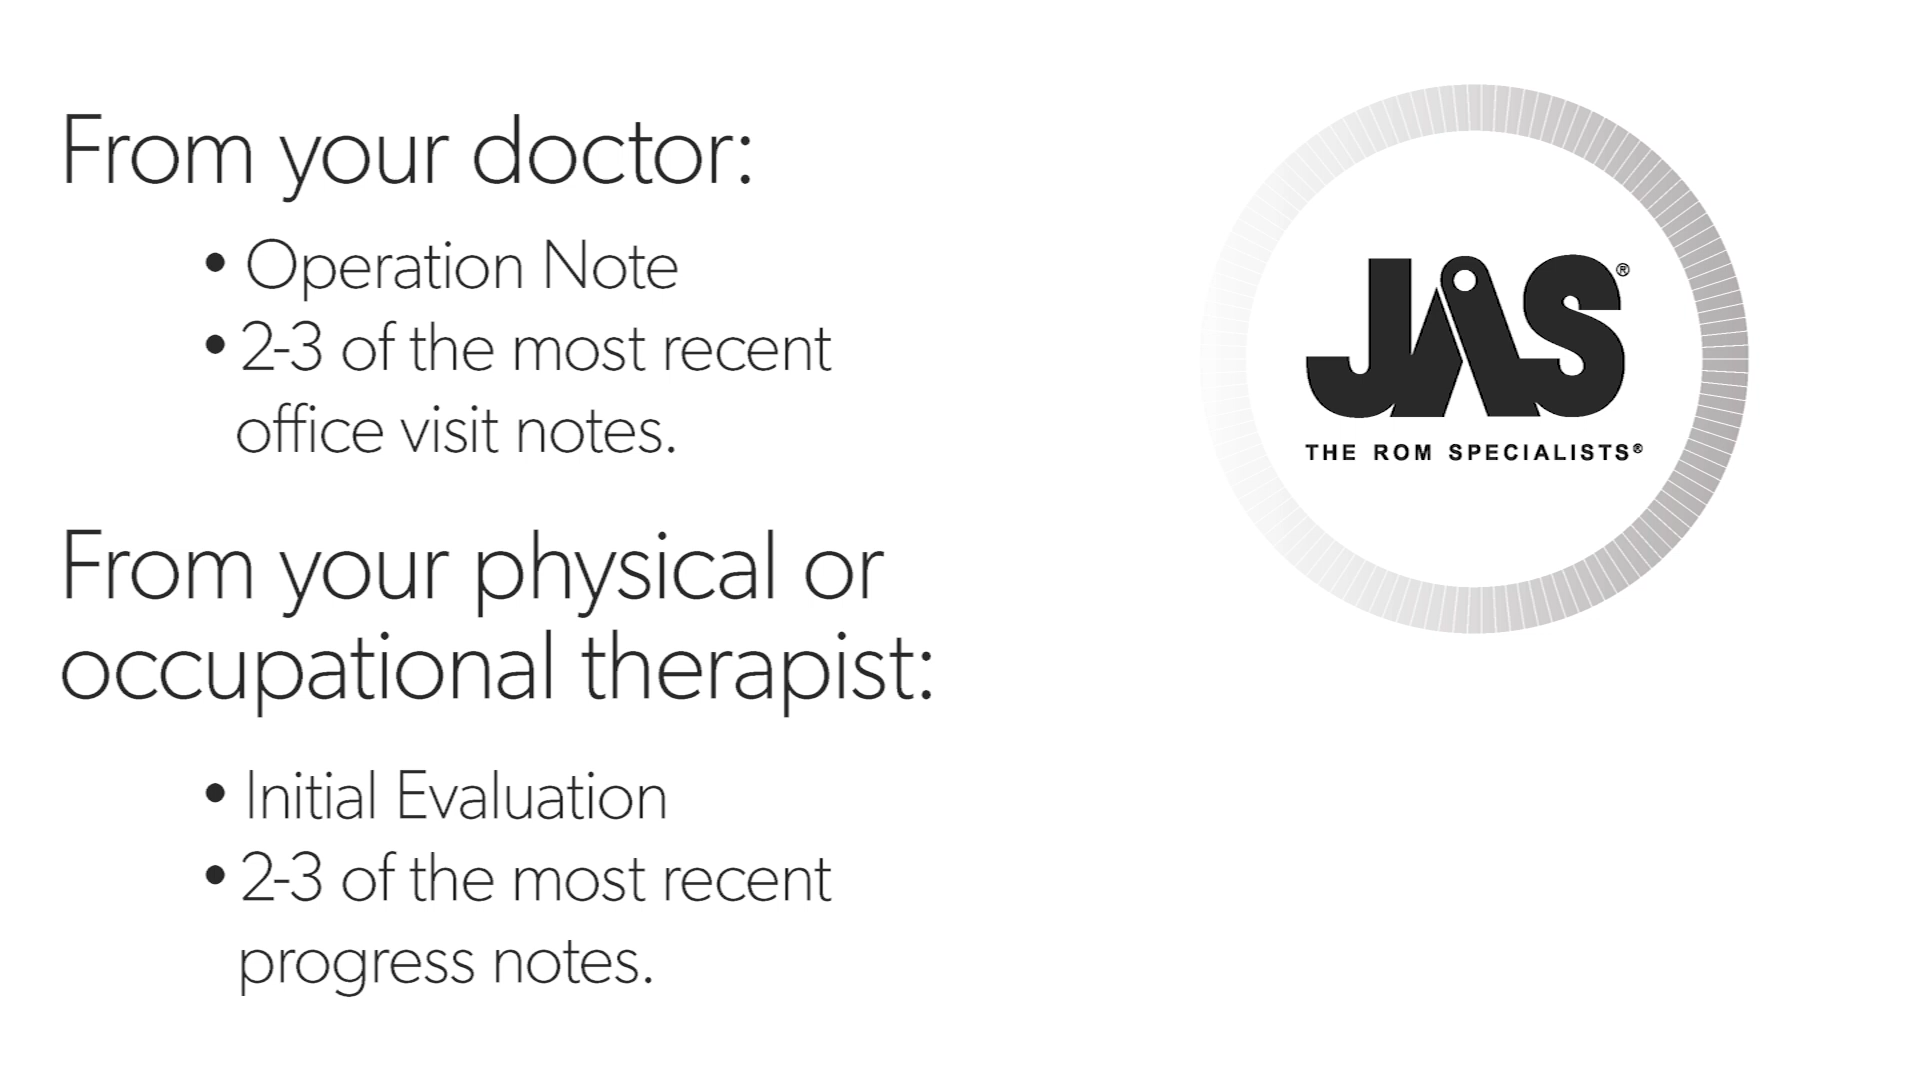 From your doctor:
• Operation Note
• 2-3 of the most recent
office visit notes.
From your physical or
occupational therapist:
• Initial Evaluation
• 2-3 of the most recent
progress notes.
JAS®
THE ROM SPECIALISTS®